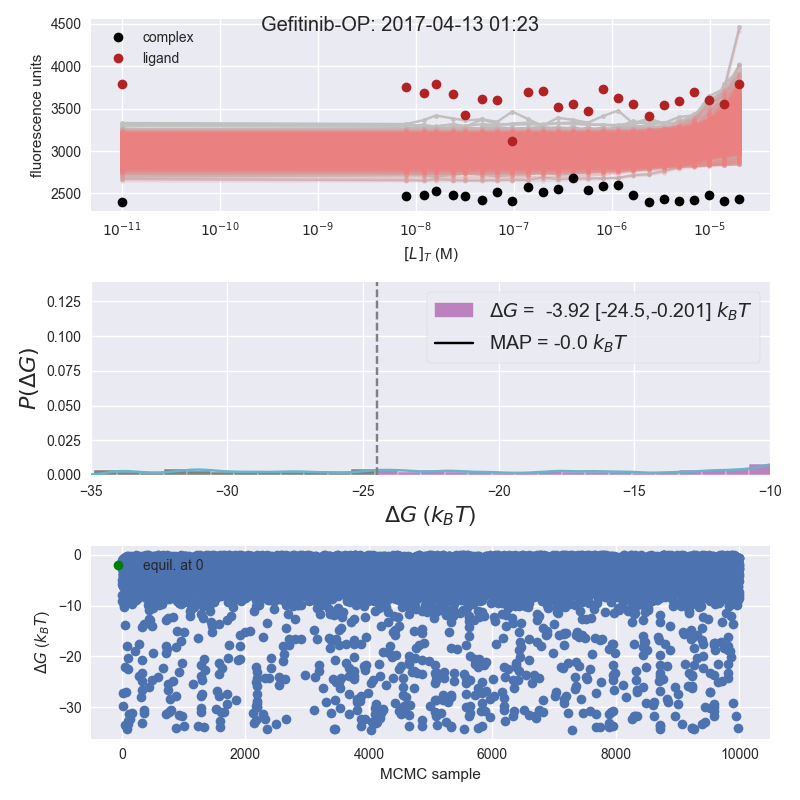 Gefitinib-OP: 2017-04-13 01:23
4500
4000
3500
3000
2500
fluorescence units
complex
ligand
10⁻¹¹ 10⁻¹⁰ 10⁻⁹ 10⁻⁸ 10⁻⁷ 10⁻⁶ 10⁻⁵
[L]_T (M)
0.125
0.100
0.075
0.050
0.025
0.000
P(ΔG)
ΔG = -3.92 [-24.5,-0.201] k_BT
MAP = -0.0 k_BT
−35 −30 −25 −20 −15 −10
ΔG (k_BT)
0
−10
−20
−30
ΔG (k_BT)
equil. at 0
0 2000 4000 6000 8000 10000
MCMC sample